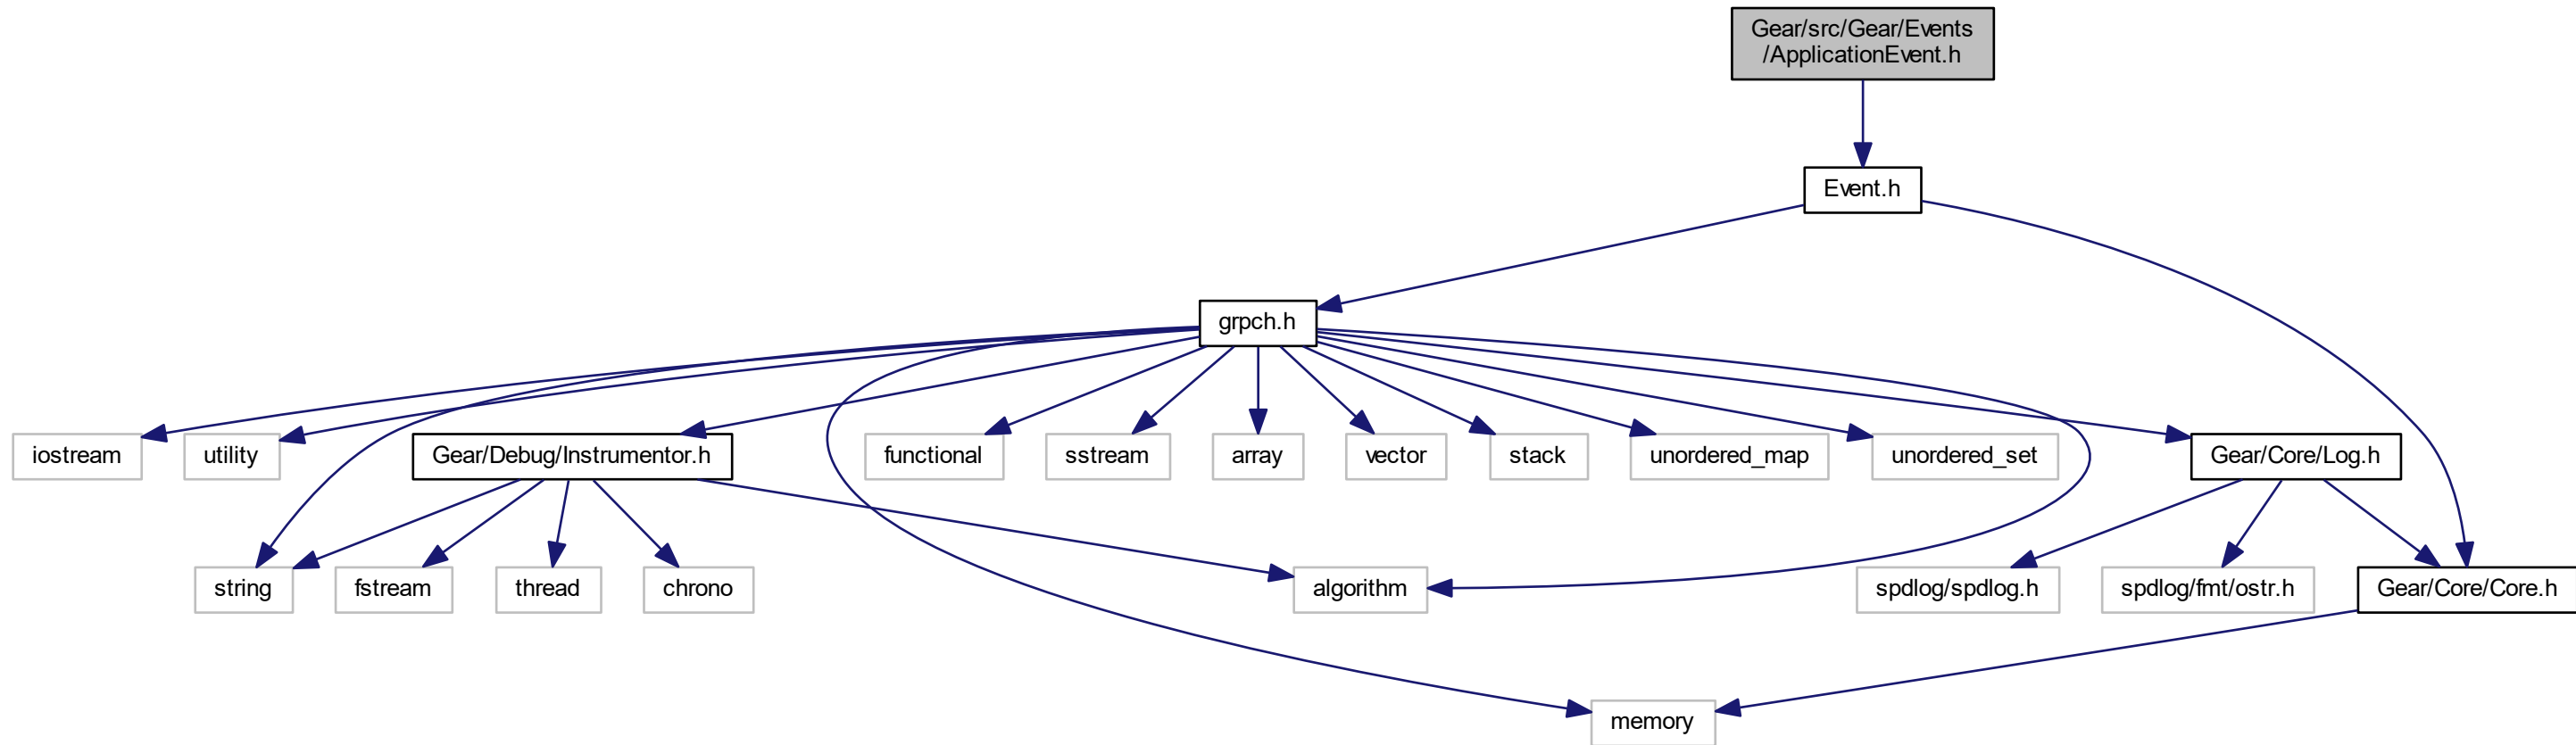 Gear/src/Gear/Events
/ApplicationEvent.h
Event.h
grpch.h
iostream
utility
Gear/Debug/Instrumentor.h
functional
sstream
array
vector
stack
unordered_map
unordered_set
Gear/Core/Log.h
string
fstream
thread
chrono
algorithm
spdlog/spdlog.h
spdlog/fmt/ostr.h
Gear/Core/Core.h
memory